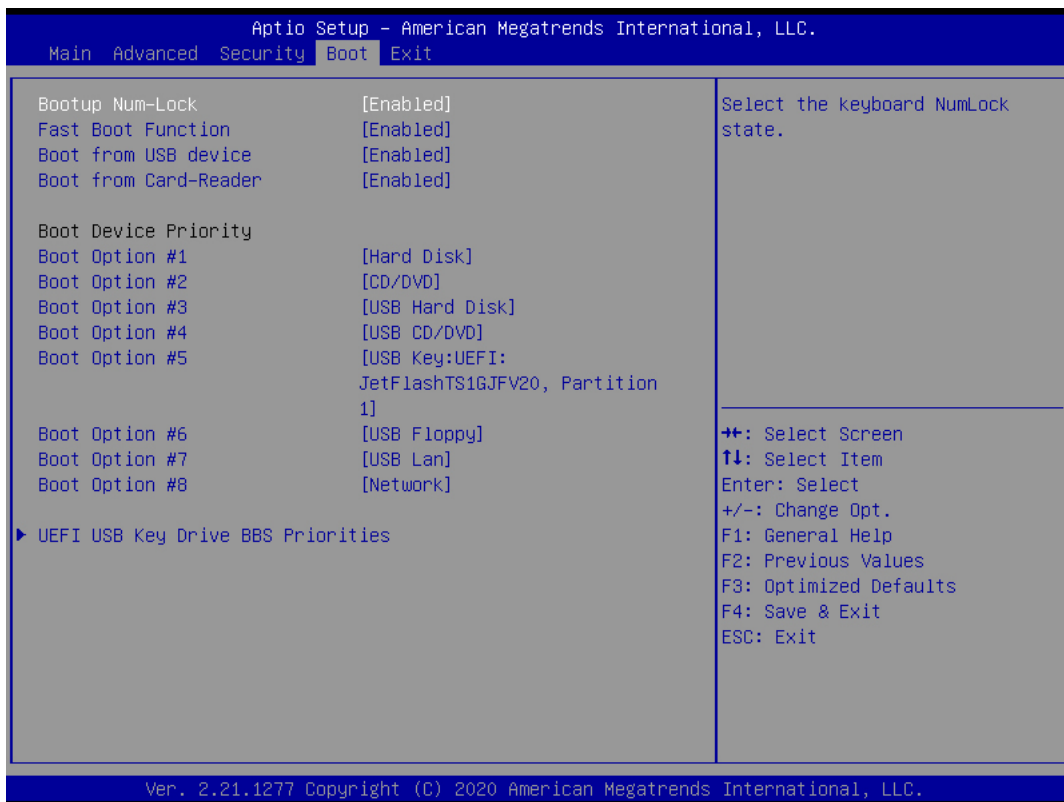 Aptio Setup – American Megatrends International, LLC.
Main Advanced Security Boot Exit
Bootup Num-Lock [Enabled]
Fast Boot Function [Enabled]
Boot from USB device [Enabled]
Boot from Card-Reader [Enabled]
Boot Device Priority
Boot Option #1 [Hard Disk]
Boot Option #2 [CD/DVD]
Boot Option #3 [USB Hard Disk]
Boot Option #4 [USB CD/DVD]
Boot Option #5 [USB Key:UEFI:
JetFlashTS1GJFV20, Partition
1]
Boot Option #6 [USB Floppy]
Boot Option #7 [USB Lan]
Boot Option #8 [Network]
▶ UEFI USB Key Drive BBS Priorities
Select the keyboard NumLock
state.
→←: Select Screen
↑↓: Select Item
Enter: Select
+/-: Change Opt.
F1: General Help
F2: Previous Values
F3: Optimized Defaults
F4: Save & Exit
ESC: Exit
Ver. 2.21.1277 Copyright (C) 2020 American Megatrends International, LLC.